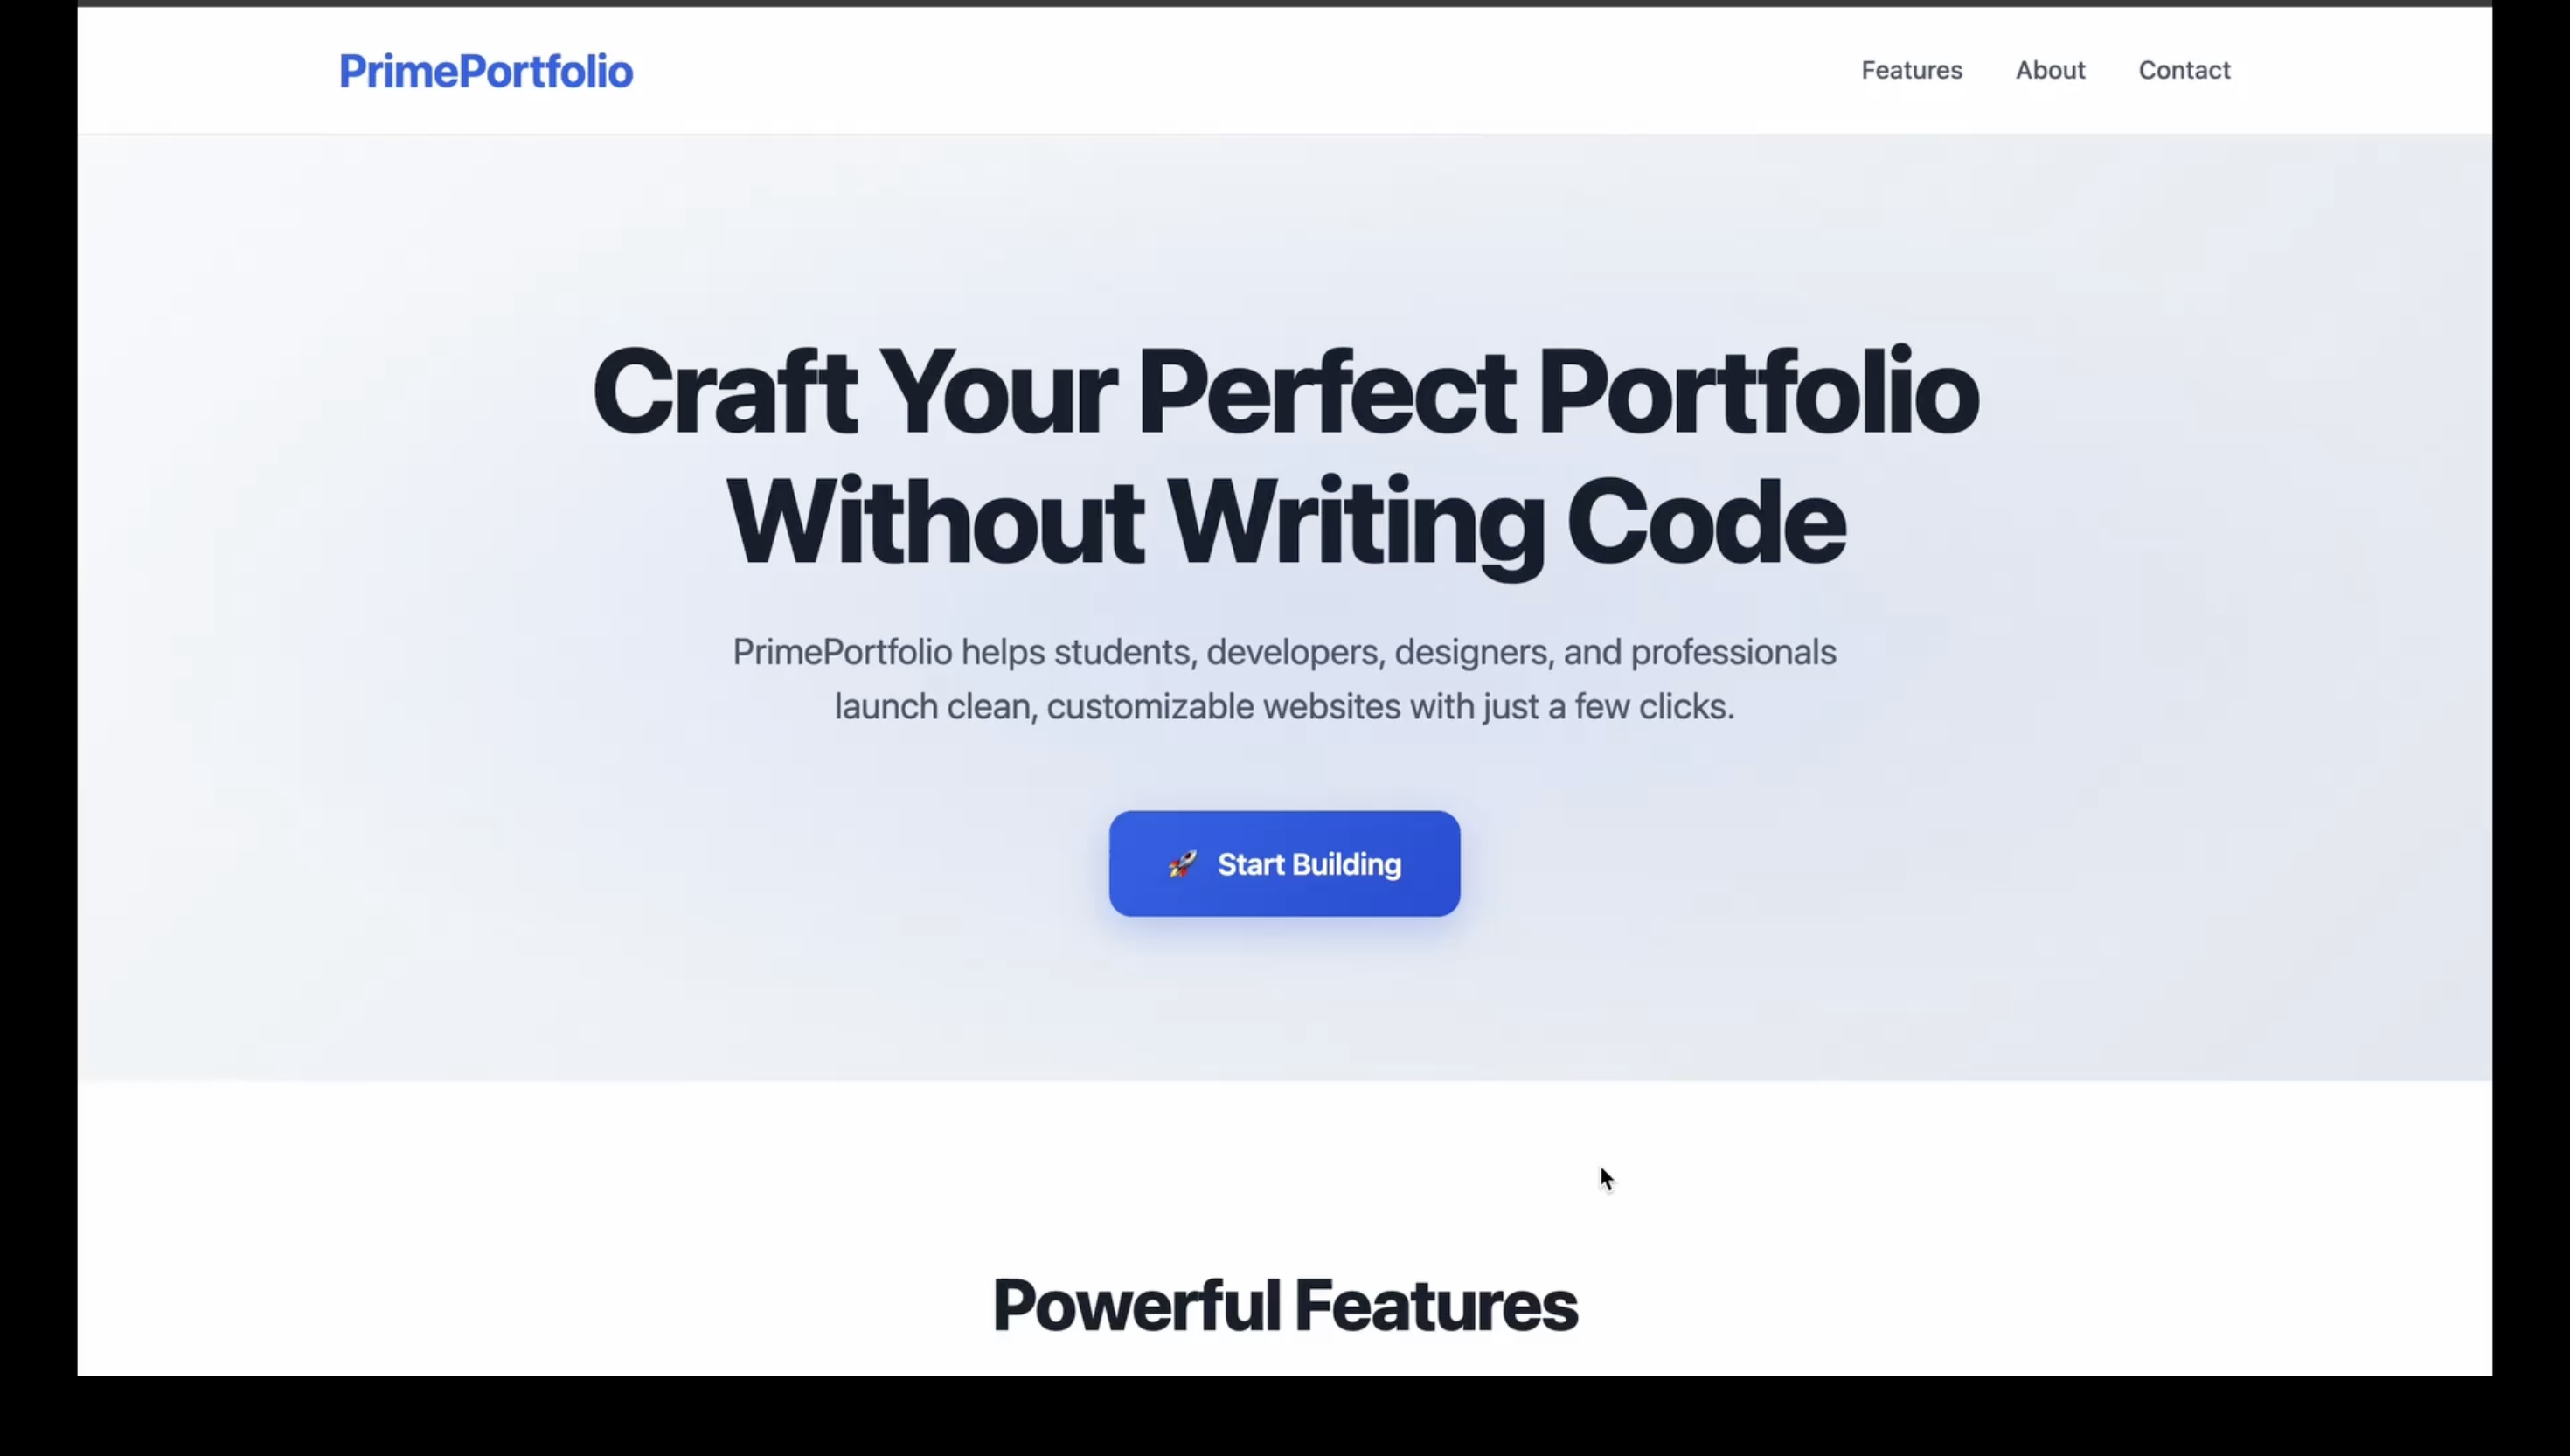 PrimePortfolio
Features
About
Contact
Craft Your Perfect Portfolio
Without Writing Code
PrimePortfolio helps students, developers, designers, and professionals
launch clean, customizable websites with just a few clicks.
🚀 Start Building
Powerful Features